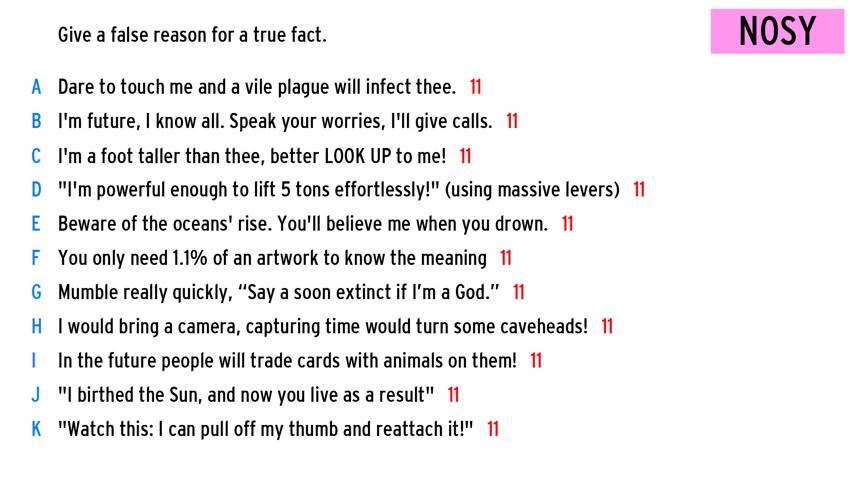 Give a false reason for a true fact.
NOSY
A Dare to touch me and a vile plague will infect thee. 11
B I'm future, I know all. Speak your worries, I'll give calls. 11
C I'm a foot taller than thee, better LOOK UP to me! 11
D "I'm powerful enough to lift 5 tons effortlessly!" (using massive levers) 11
E Beware of the oceans' rise. You'll believe me when you drown. 11
F You only need 1.1% of an artwork to know the meaning 11
G Mumble really quickly, “Say a soon extinct if I’m a God.” 11
H I would bring a camera, capturing time would turn some caveheads! 11
I In the future people will trade cards with animals on them! 11
J "I birthed the Sun, and now you live as a result" 11
K "Watch this: I can pull off my thumb and reattach it!" 11